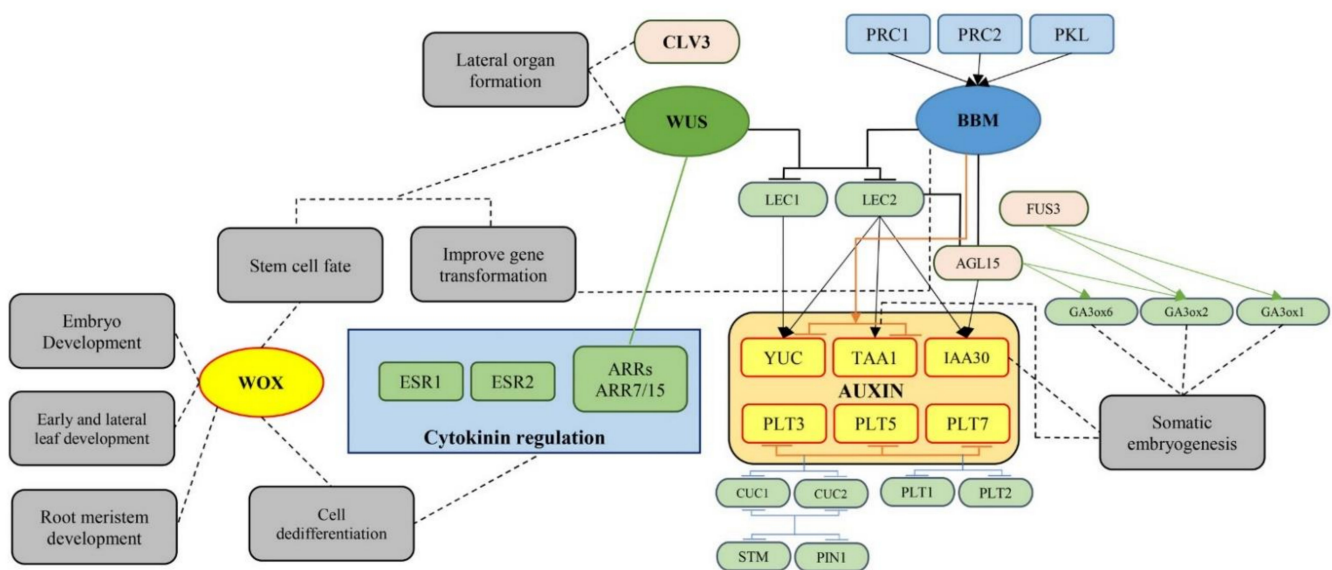 PRC1
PRC2
PKL
CLV3
Lateral organ
formation
WUS
BBM
LEC1
LEC2
FUS3
Stem cell fate
Improve gene
transformation
AGL15
GA3ox6
GA3ox2
GA3ox1
Embryo
Development
WOX
Early and lateral
leaf development
Root meristem
development
Cell
dedifferentiation
ESR1
ESR2
ARRs
ARR7/15
Cytokinin regulation
YUC
TAA1
IAA30
AUXIN
PLT3
PLT5
PLT7
Somatic
embryogenesis
CUC1
CUC2
PLT1
PLT2
STM
PIN1